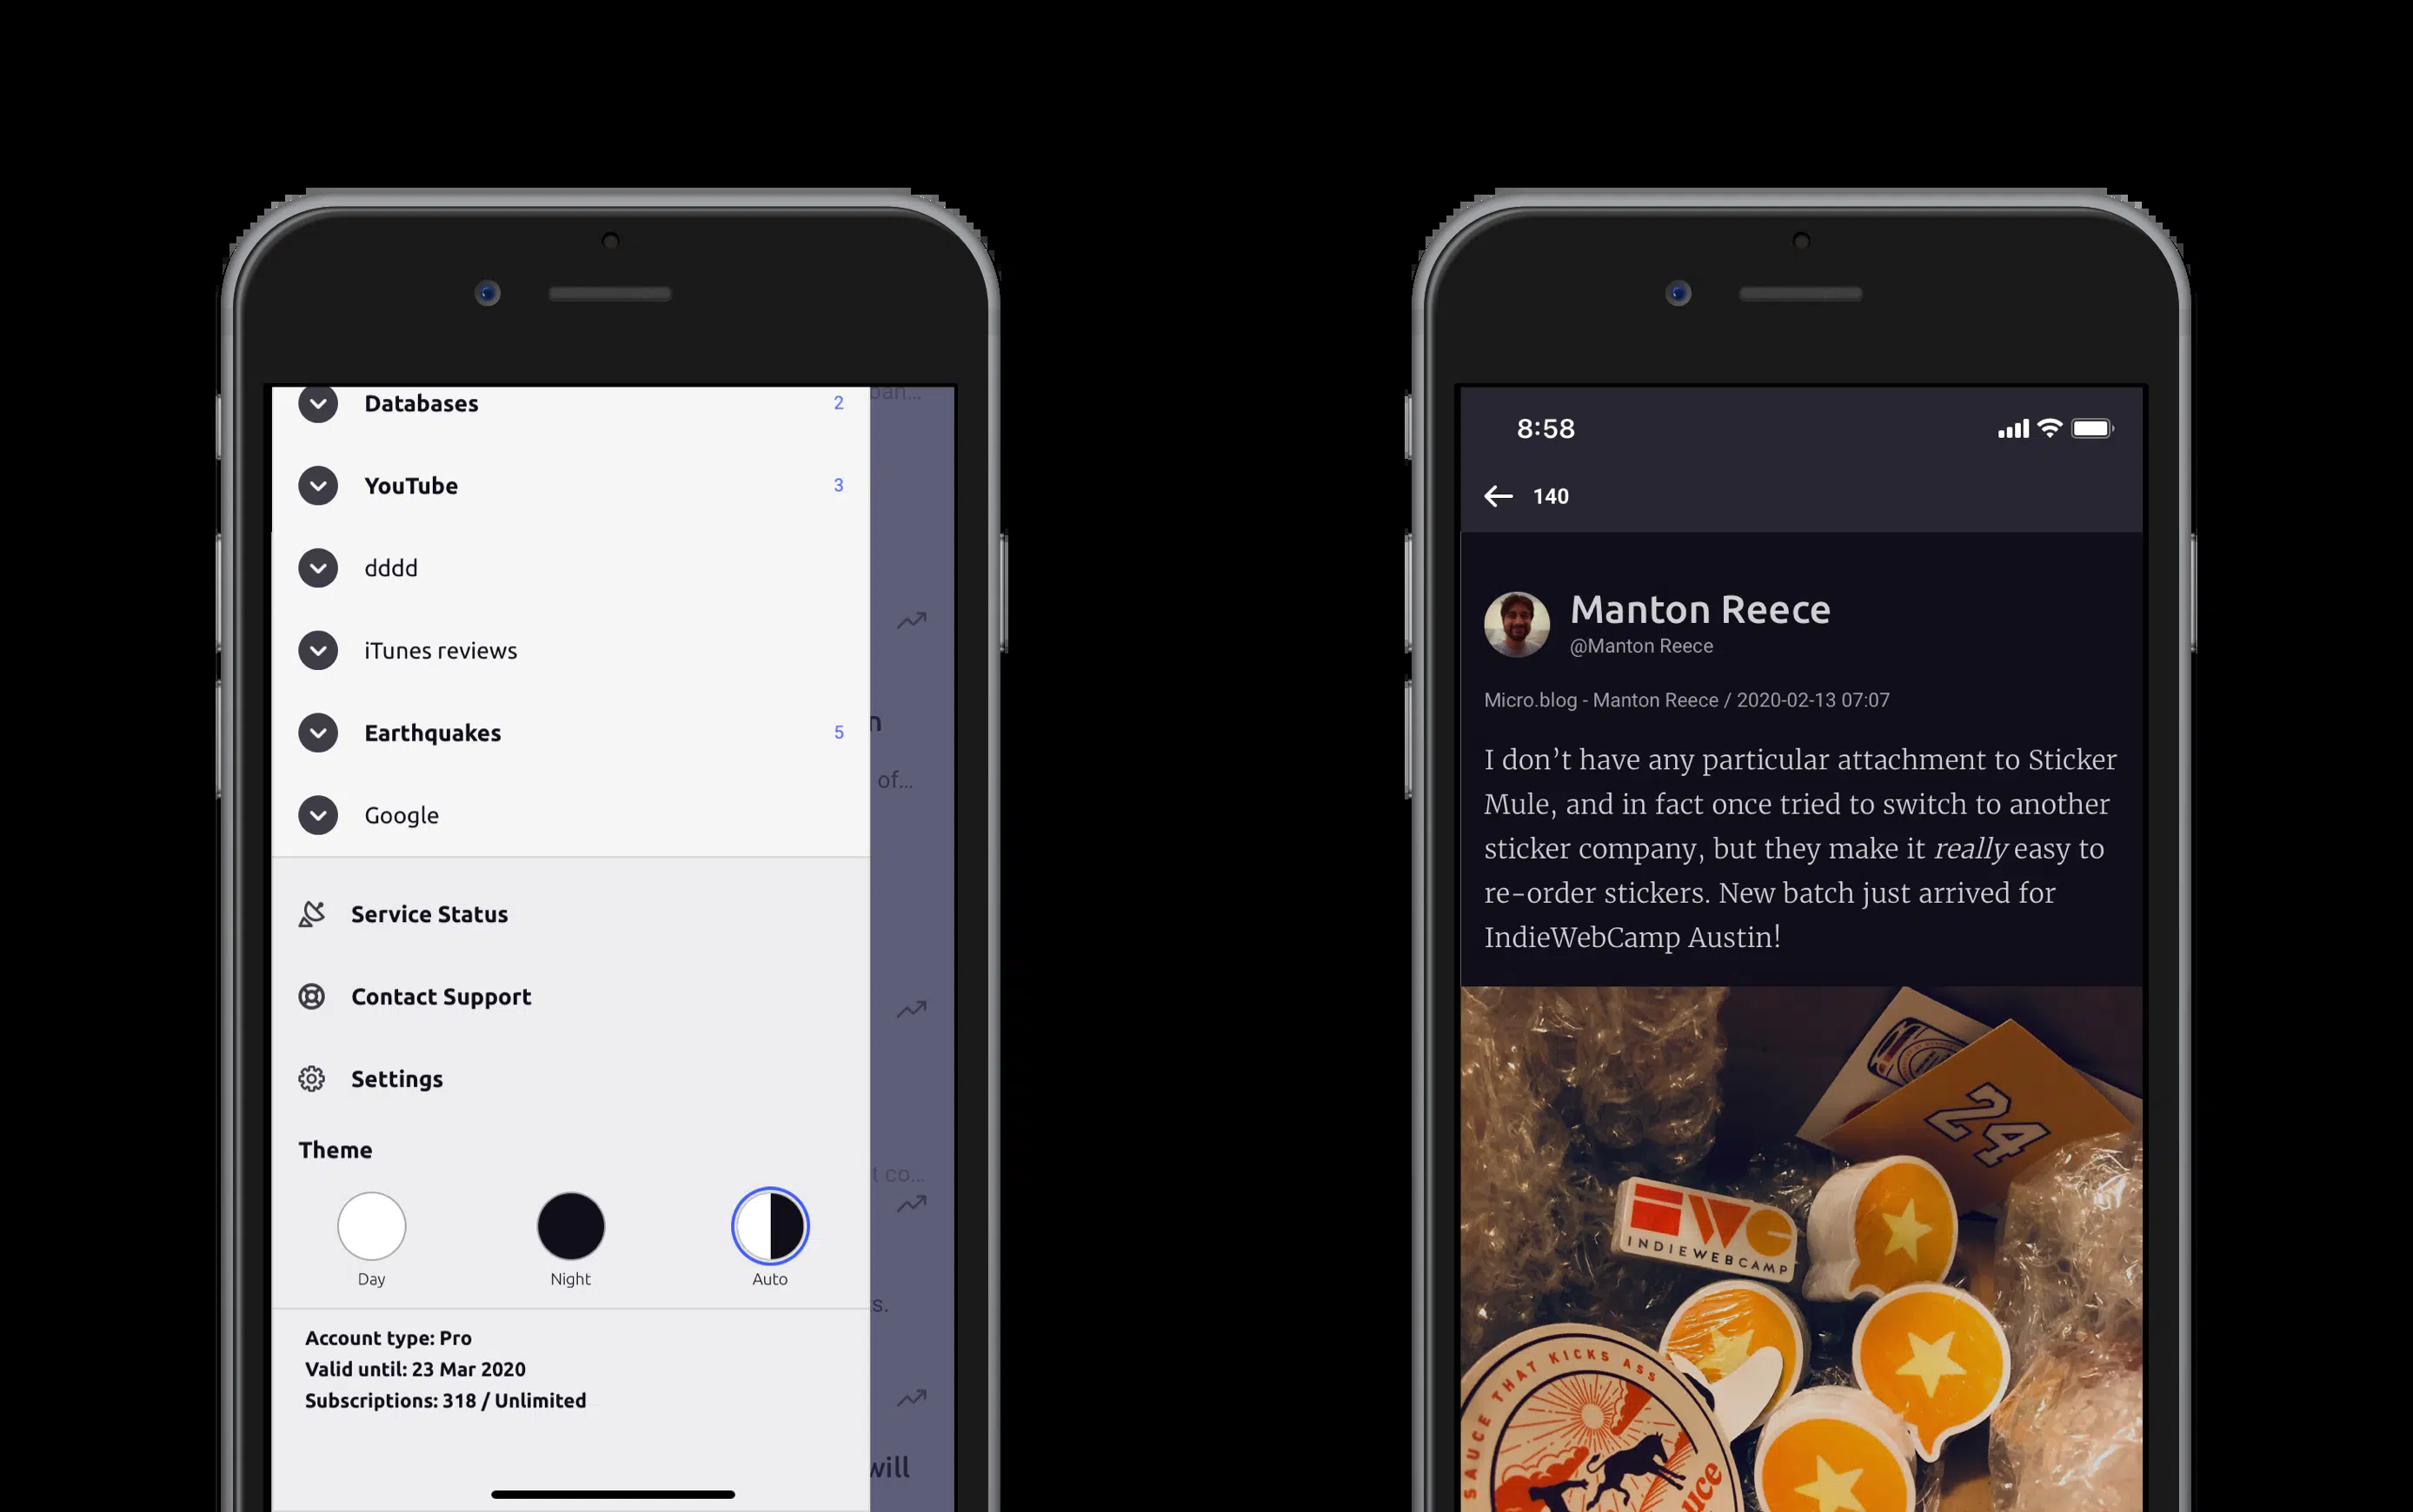 Databases 2
YouTube 3
dddd
iTunes reviews
Earthquakes 5
Google
Service Status
Contact Support
Settings
Theme
Day Night Auto
Account type: Pro
Valid until: 23 Mar 2020
Subscriptions: 318 / Unlimited
of...
t co...
s.
will
8:58
140
Manton Reece
@Manton Reece
Micro.blog - Manton Reece / 2020-02-13 07:07
I don’t have any particular attachment to Sticker
Mule, and in fact once tried to switch to another
sticker company, but they make it really easy to
re-order stickers. New batch just arrived for
IndieWebCamp Austin!
24
IWC
INDIEWEBCAMP
SAUCE THAT KICKS ASS